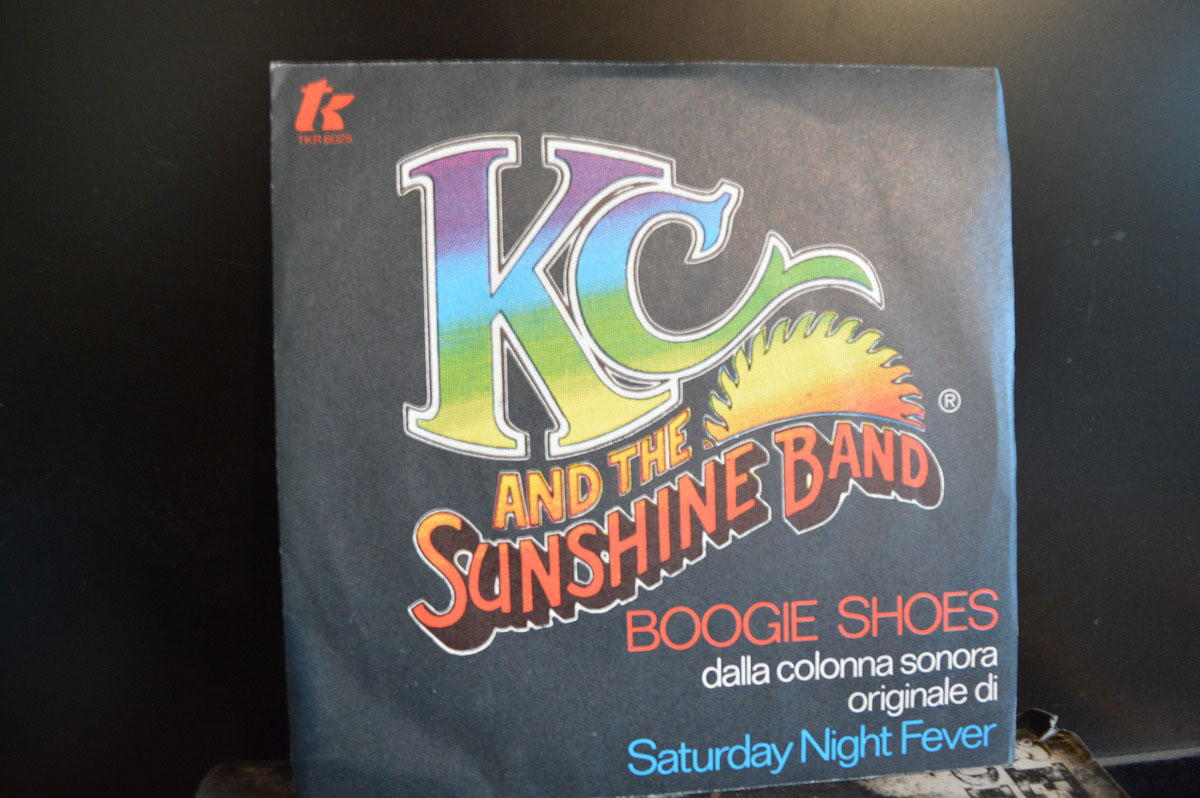 tk
TKR 6025
KC
AND THE
SUNSHINE BAND
®
BOOGIE SHOES
dalla colonna sonora
originale di
Saturday Night Fever